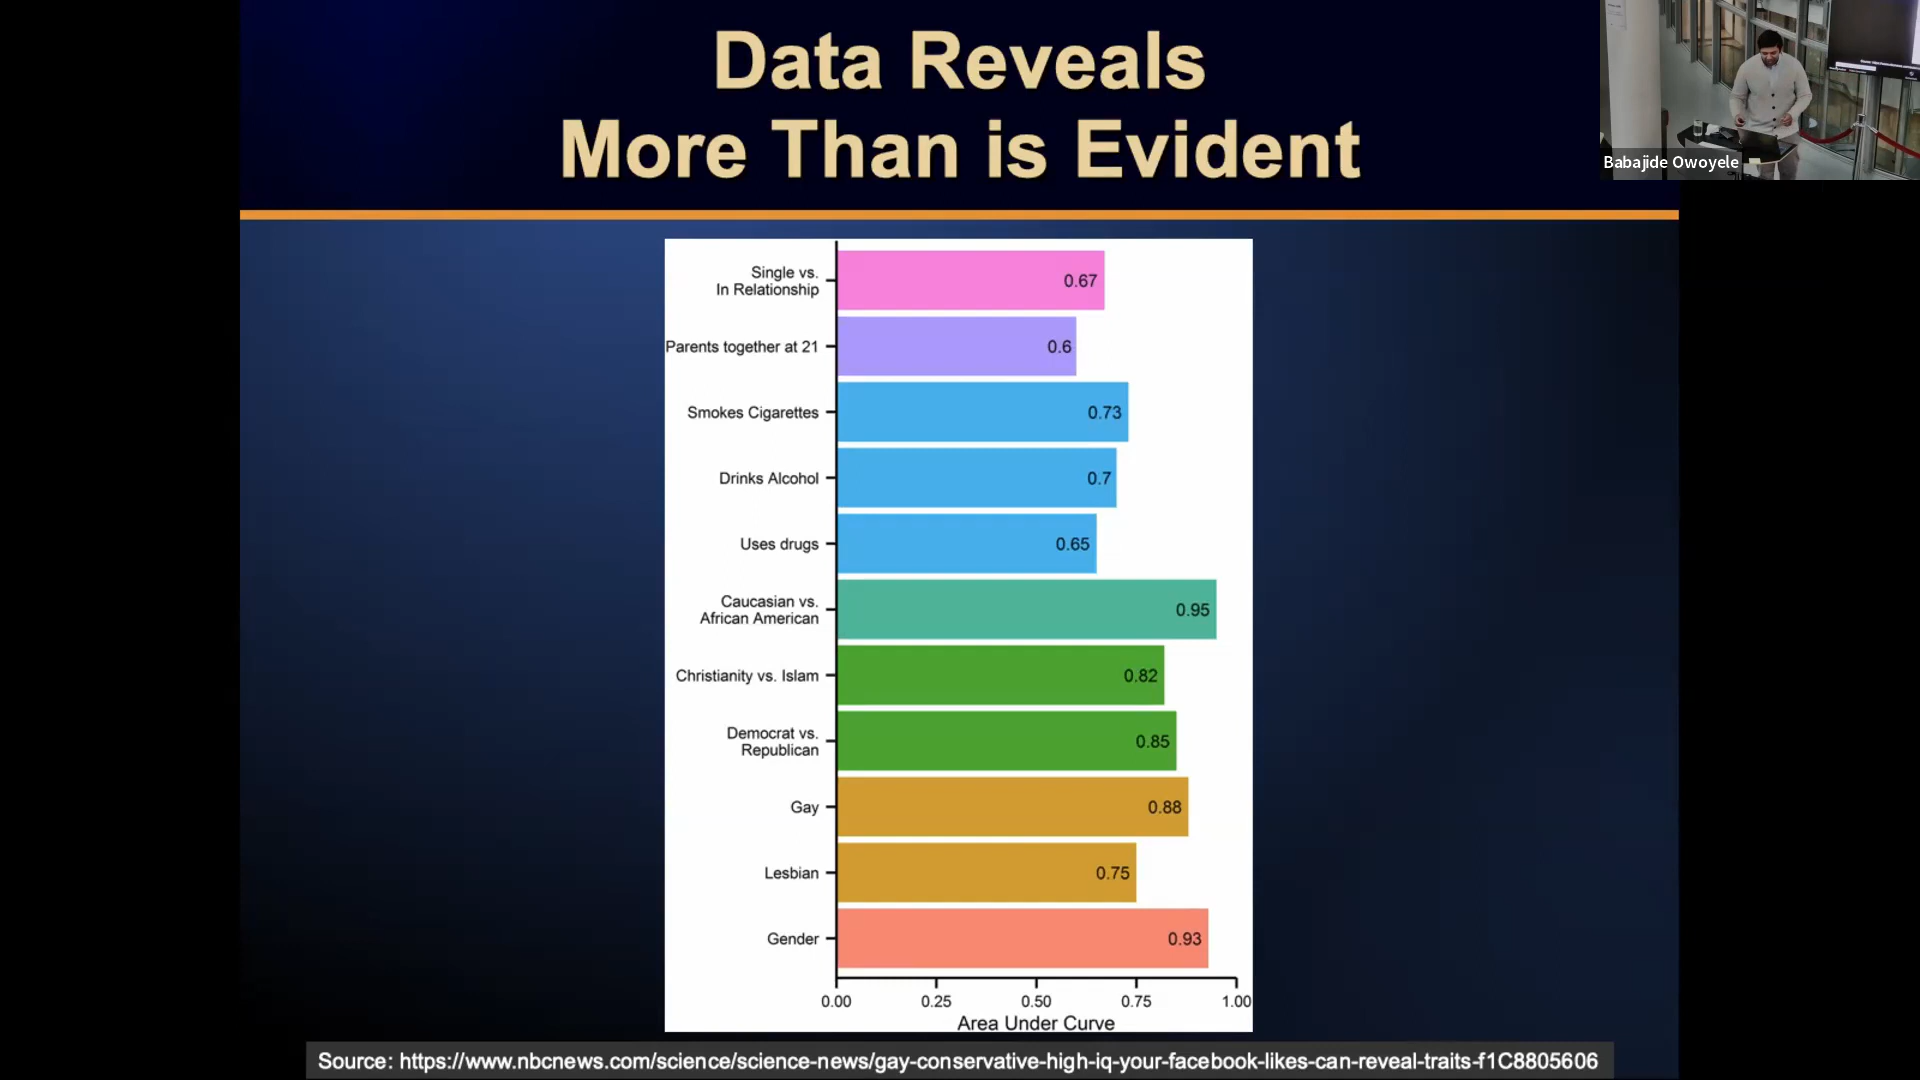 Data Reveals
More Than is Evident
Babajide Owoyele
Single vs.
In Relationship
0.67
Parents together at 21
0.6
Smokes Cigarettes
0.73
Drinks Alcohol
0.7
Uses drugs
0.65
Caucasian vs.
African American
0.95
Christianity vs. Islam
0.82
Democrat vs.
Republican
0.85
Gay
0.88
Lesbian
0.75
Gender
0.93
0.00 0.25 0.50 0.75 1.00
Area Under Curve
Source: https://www.nbcnews.com/science/science-news/gay-conservative-high-iq-your-facebook-likes-can-reveal-traits-f1C8805606